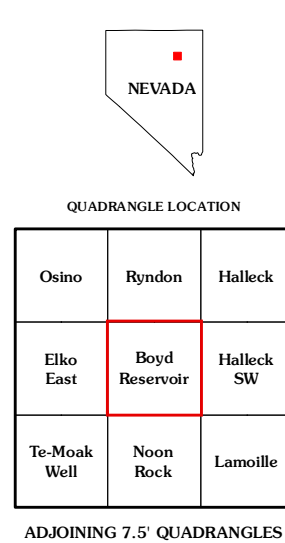 NEVADA
QUADRANGLE LOCATION
Osino Ryndon Halleck
Elko Boyd Halleck
East Reservoir SW
Te-Moak Noon Lamoille
Well Rock
ADJOINING 7.5' QUADRANGLES